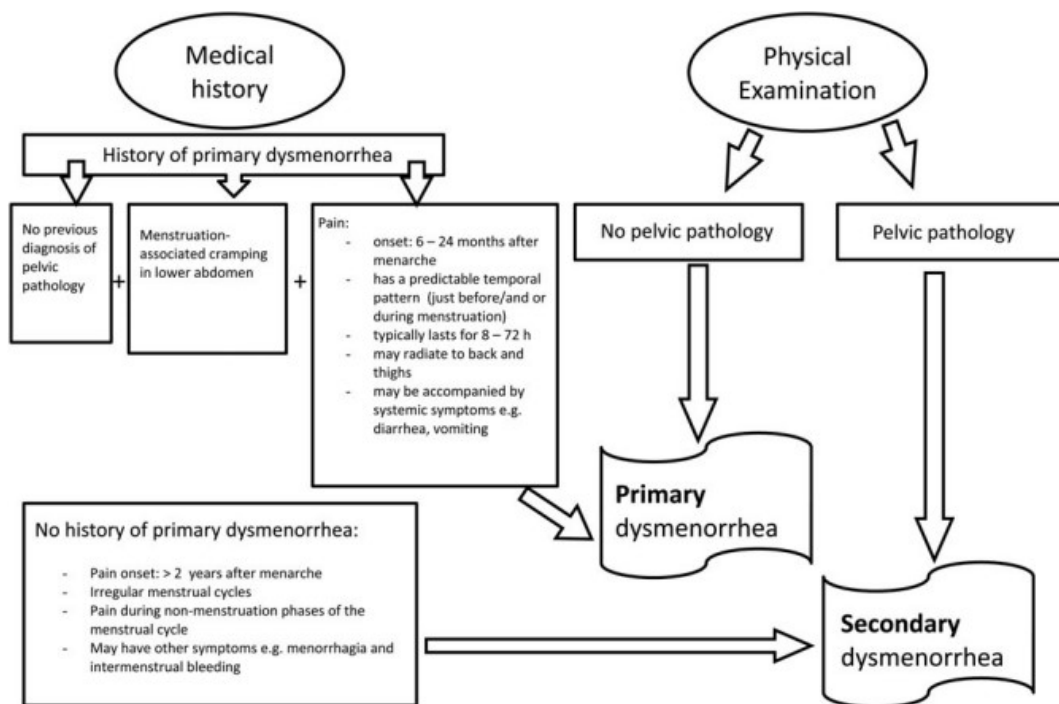 Medical
history
Physical
Examination
History of primary dysmenorrhea
No previous
diagnosis of
pelvic
pathology
+
Menstruation-
associated cramping
in lower abdomen
+
Pain:
- onset: 6 – 24 months after
menarche
- has a predictable temporal
pattern (just before/and or
during menstruation)
- typically lasts for 8 – 72 h
- may radiate to back and
thighs
- may be accompanied by
systemic symptoms e.g.
diarrhea, vomiting
No pelvic pathology
Pelvic pathology
Primary
dysmenorrhea
No history of primary dysmenorrhea:
- Pain onset: > 2 years after menarche
- Irregular menstrual cycles
- Pain during non-menstruation phases of the
menstrual cycle
- May have other symptoms e.g. menorrhagia and
intermenstrual bleeding
Secondary
dysmenorrhea